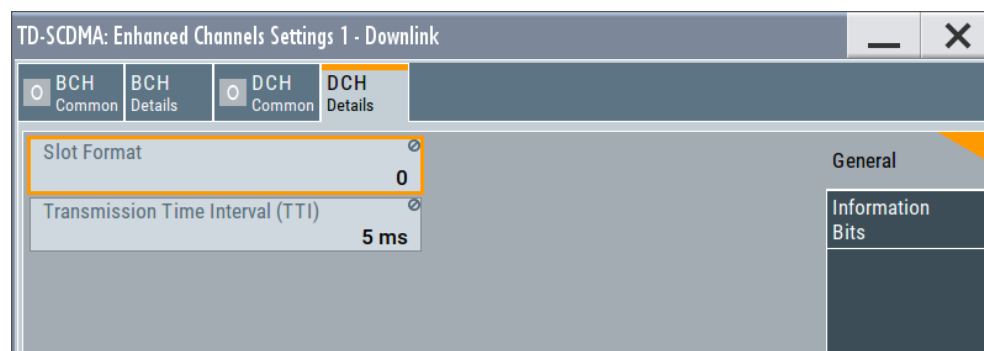 TD-SCDMA: Enhanced Channels Settings 1 - Downlink
BCH
Common
BCH
Details
DCH
Common
DCH
Details
Slot Format
0
Transmission Time Interval (TTI)
5 ms
General
Information
Bits